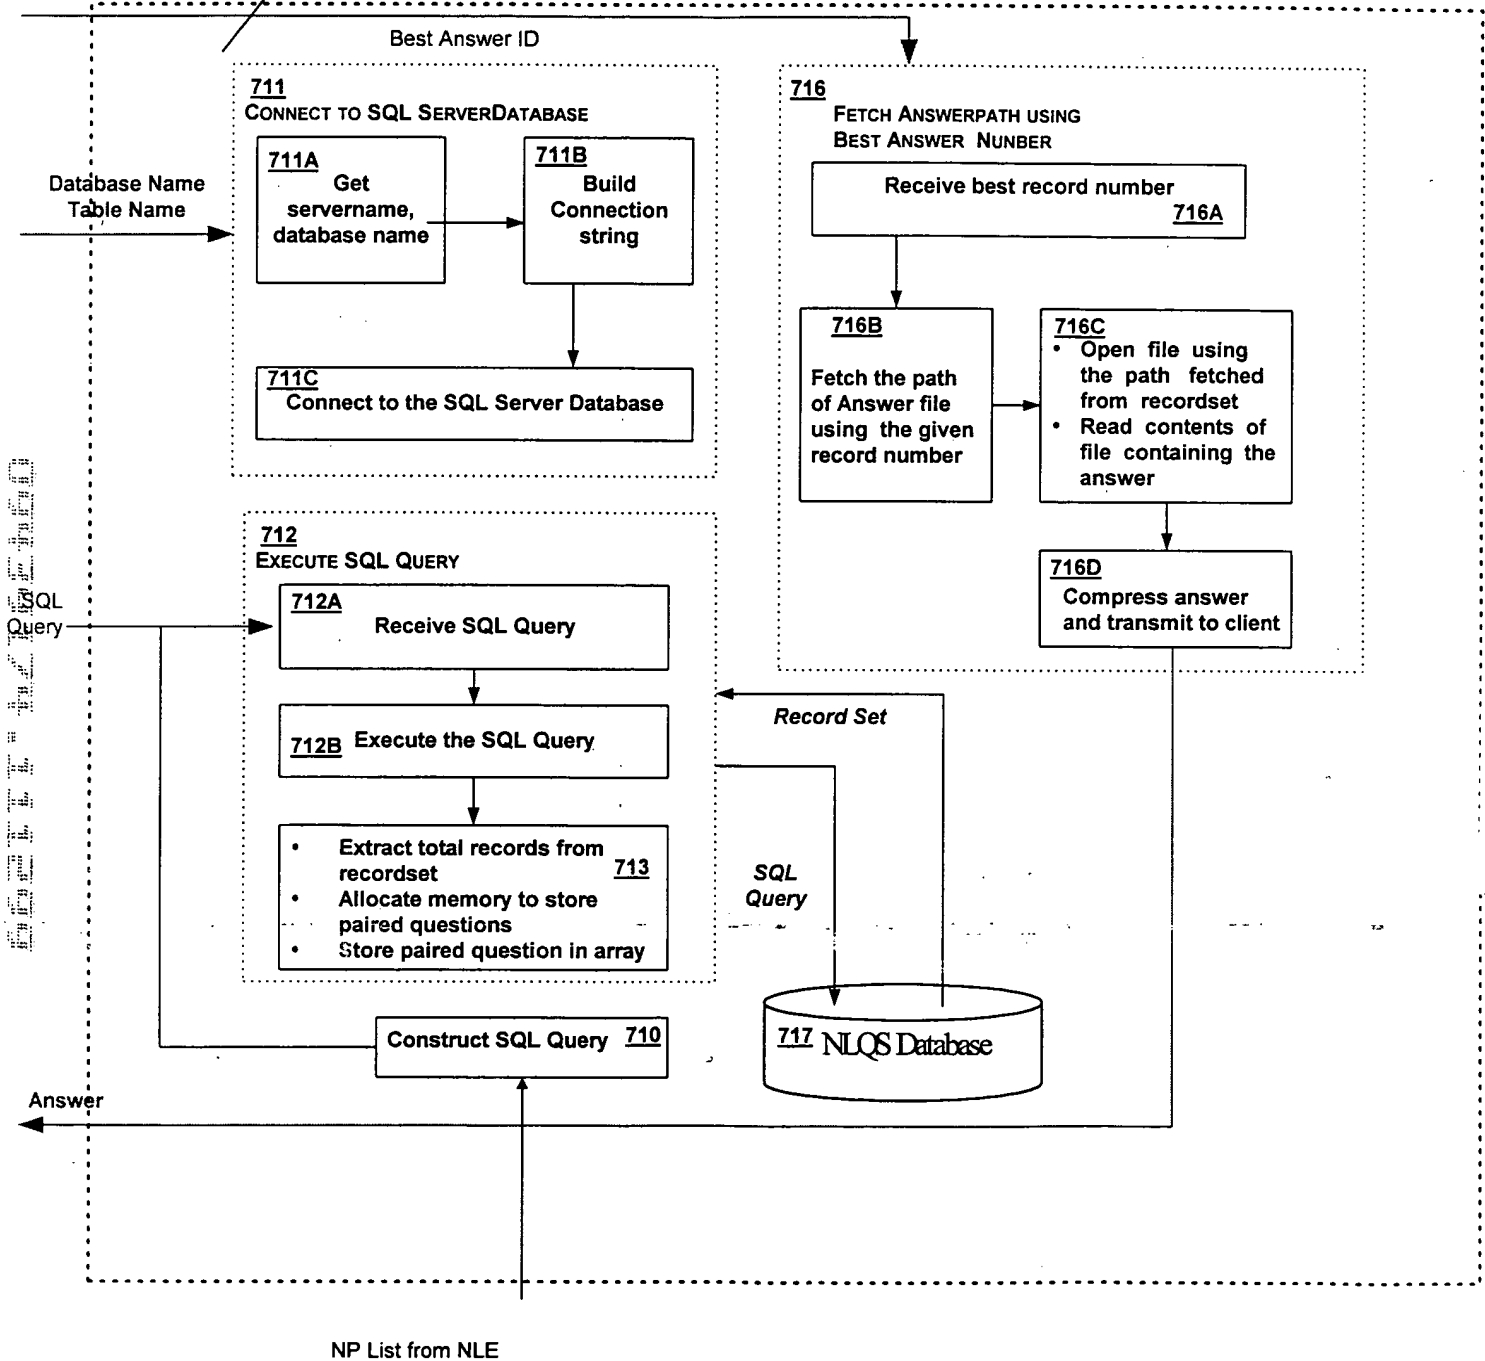 Best Answer ID
711
CONNECT TO SQL SERVERDATABASE
711A
Get
servername,
database name
711B
Build
Connection
string
711C
Connect to the SQL Server Database
Database Name
Table Name
716
FETCH ANSWERPATH USING
BEST ANSWER NUNBER
Receive best record number
716A
716B
Fetch the path
of Answer file
using the given
record number
716C
• Open file using
the path fetched
from recordset
• Read contents of
file containing the
answer
716D
Compress answer
and transmit to client
712
EXECUTE SQL QUERY
SQL
Query
712A
Receive SQL Query
712B Execute the SQL Query
• Extract total records from
recordset
713
• Allocate memory to store
paired questions
• Store paired question in array
Record Set
SQL
Query
Construct SQL Query 710
717 NLQS Database
Answer
NP List from NLE